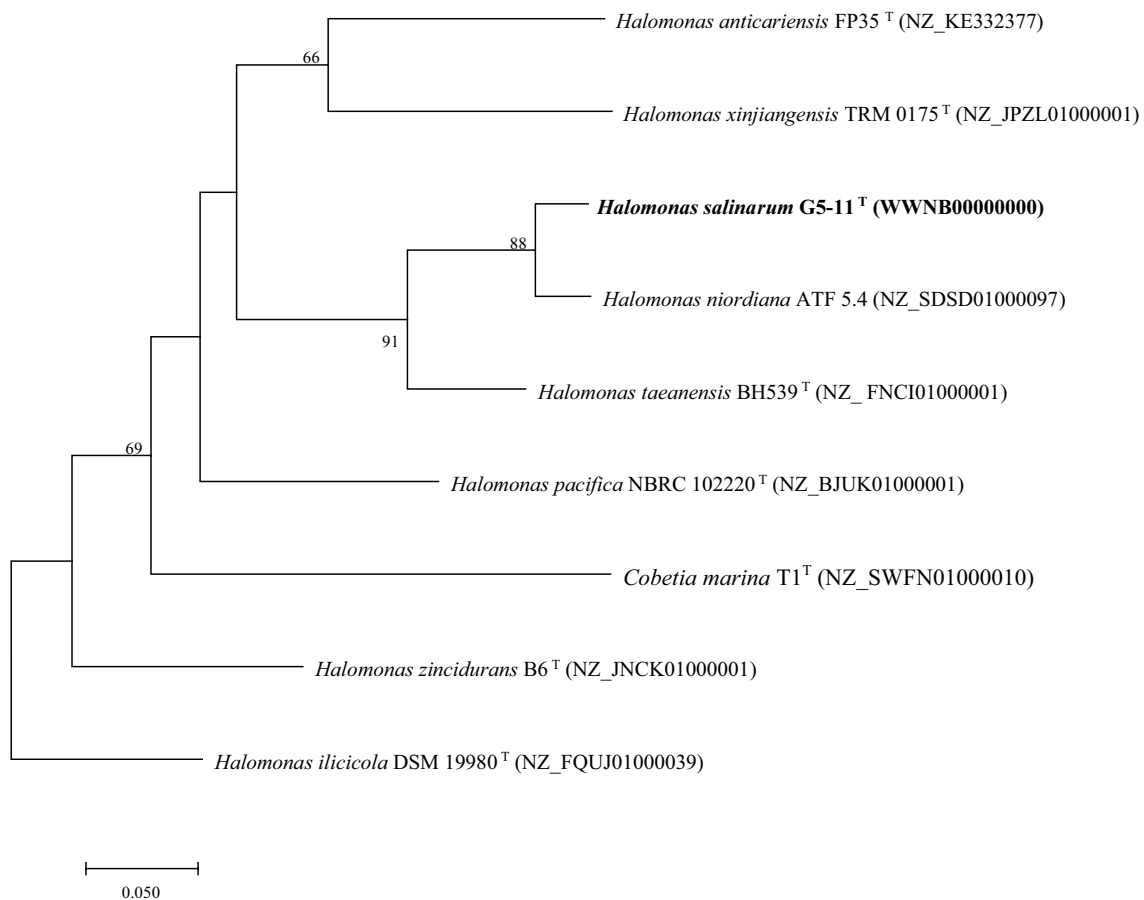 Halomonas anticariensis FP35 T (NZ_KE332377)
66
Halomonas xinjiangensis TRM 0175 T (NZ_JPZL01000001)
Halomonas salinarum G5-11 T (WWNB00000000)
88
Halomonas niordiana ATF 5.4 (NZ_SDSD01000097)
91
Halomonas taeanensis BH539 T (NZ_ FNCI01000001)
69
Halomonas pacifica NBRC 102220 T (NZ_BJUK01000001)
Cobetia marina T1T (NZ_SWFN01000010)
Halomonas zincidurans B6 T (NZ_JNCK01000001)
Halomonas ilicicola DSM 19980 T (NZ_FQUJ01000039)
0.050